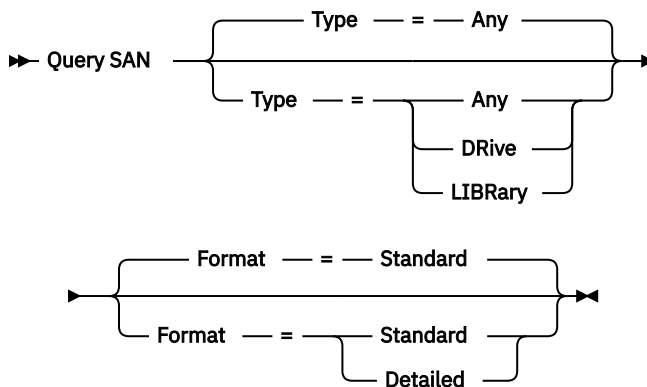 Type = Any
Query SAN
Type = Any
DRive
LIBRary
Format = Standard
Format = Standard
Detailed